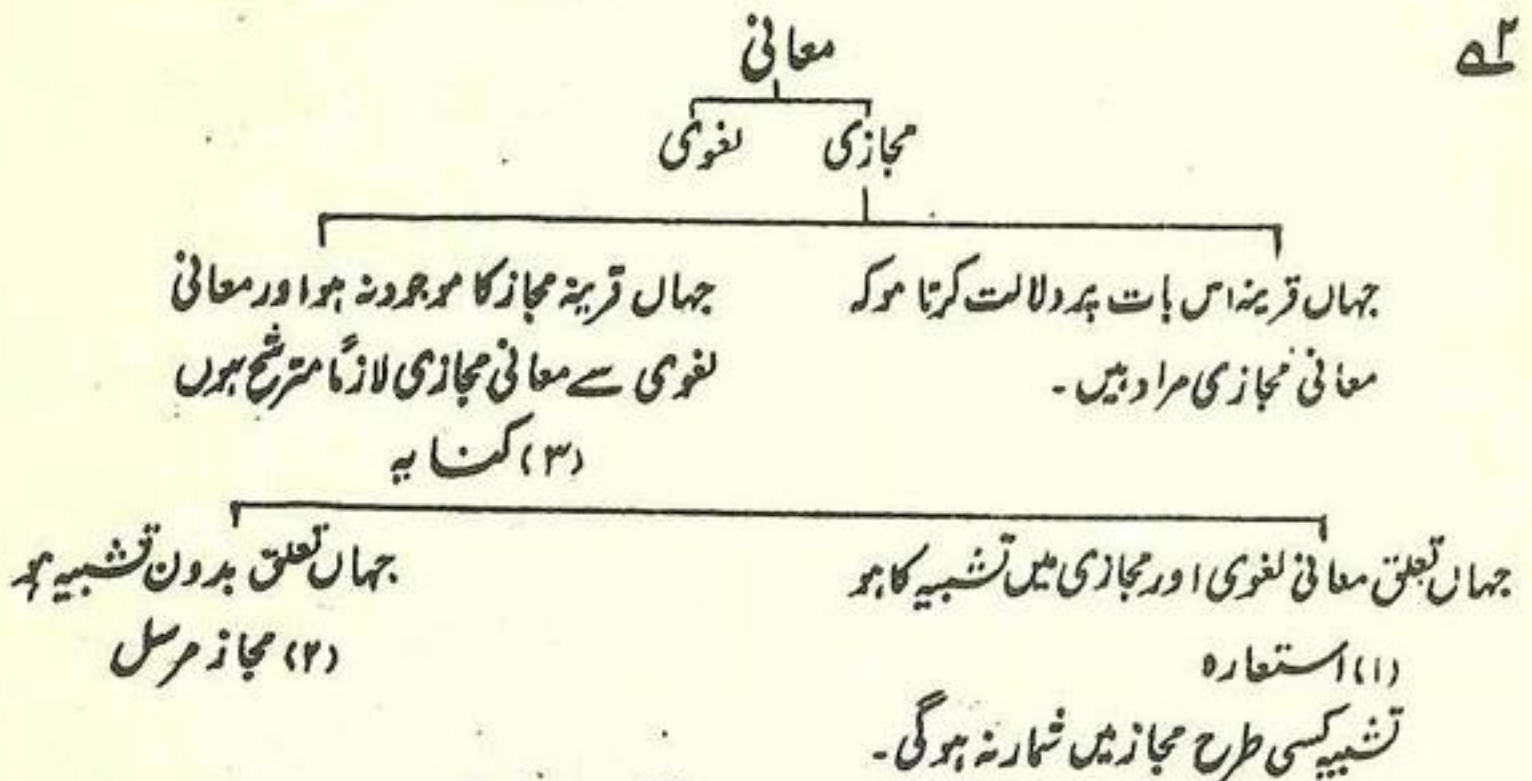 ؂۲
معانی
مجازی لغوی
جہاں قرینہ اس بات پر دلالت کرتا ہو کہ
معانی مجازی مراد ہیں ۔
جہاں قرینہ مجاز کا موجود نہ ہو اور معانی
لغوی سے معانی مجازی لازماً مترشح ہوں
(۳) کنایہ
جہاں تعلق معانی لغوی اور مجازی میں تشبیہ کا ہو
(۱) استعارہ
تشبیہ کسی طرح مجاز میں شمار نہ ہوگی ۔
جہاں تعلق بدون تشبیہ ہو
(۲) مجاز مرسل